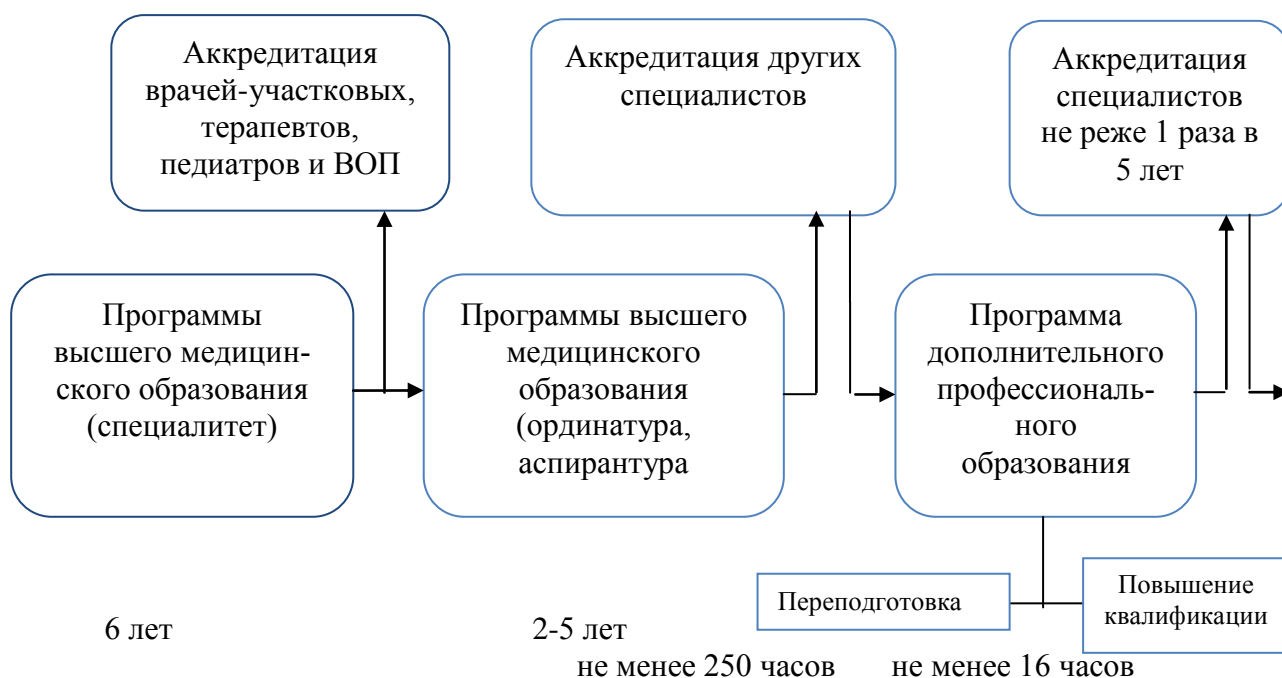 Аккредитация
врачей-участковых,
терапевтов,
педиатров и ВОП
Аккредитация других
специалистов
Аккредитация
специалистов
не реже 1 раза в
5 лет
Программы
высшего медицин-
ского образования
(специалитет)
Программы высшего
медицинского
образования
(ординатура,
аспирантура
Программа
дополнительного
профессиональ-
ного
образования
Переподготовка
Повышение
квалификации
6 лет
2-5 лет
не менее 250 часов
не менее 16 часов